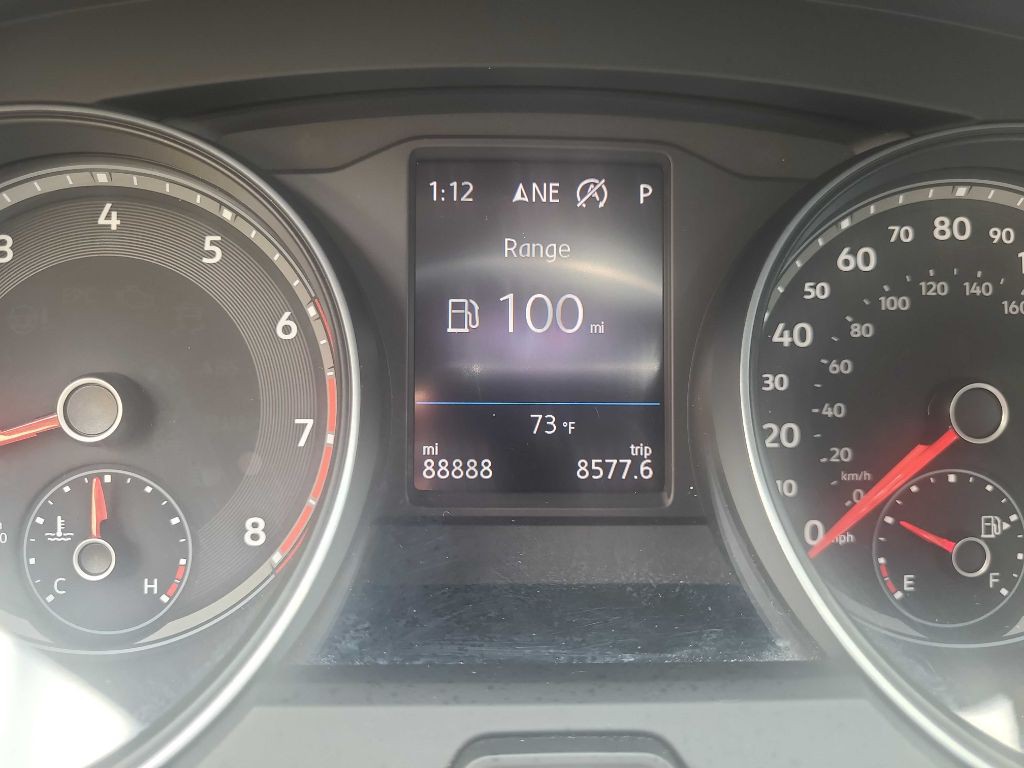 1:12 NE P
Range
100 mi
73 °F
mi trip
88888 8577.6
3 4 5 6 7 8
C H
0 10 20 30 40 50 60 70 80 90
mph
0 20 40 60 80 100 120 140 160
km/h
E F